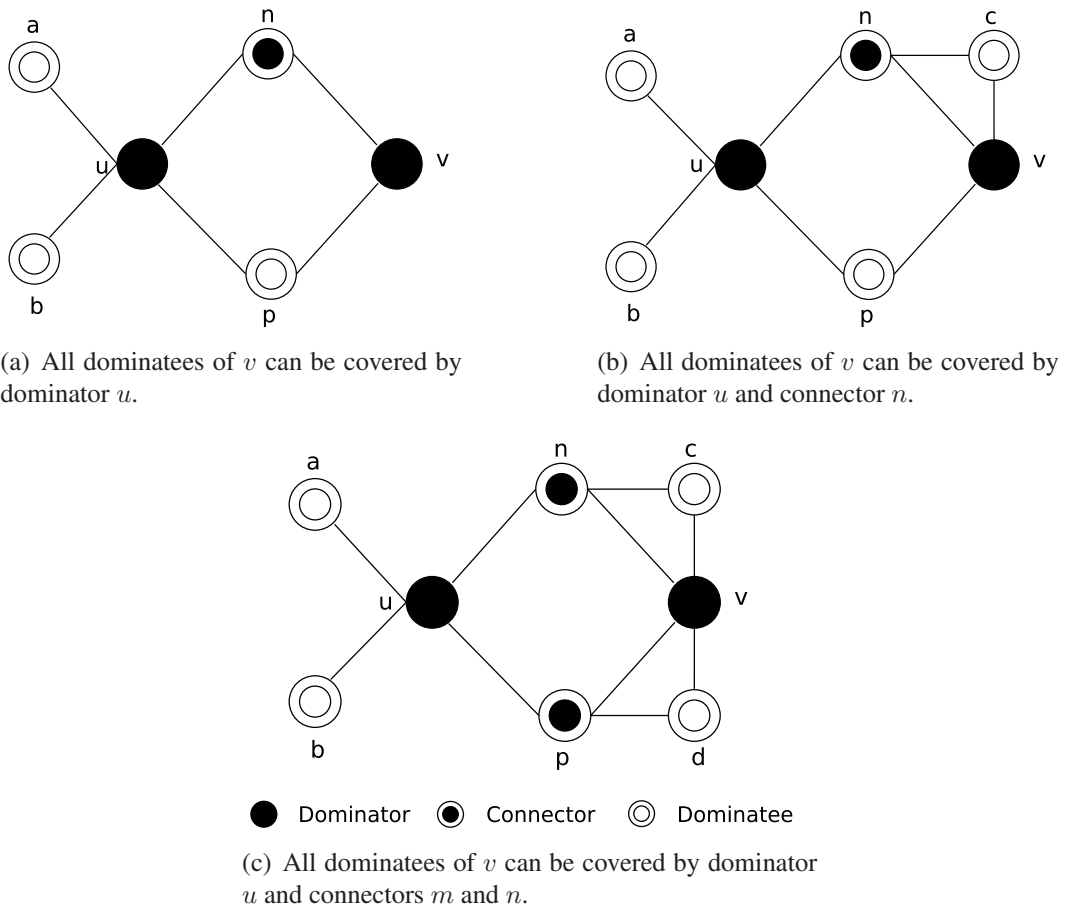 a
n
u
v
b
p
(a) All dominatees of v can be covered by
dominator u.
a
n
c
u
v
b
p
(b) All dominatees of v can be covered by
dominator u and connector n.
a
n
c
u
v
b
p
d
Dominator Connector Dominatee
(c) All dominatees of v can be covered by dominator
u and connectors m and n.